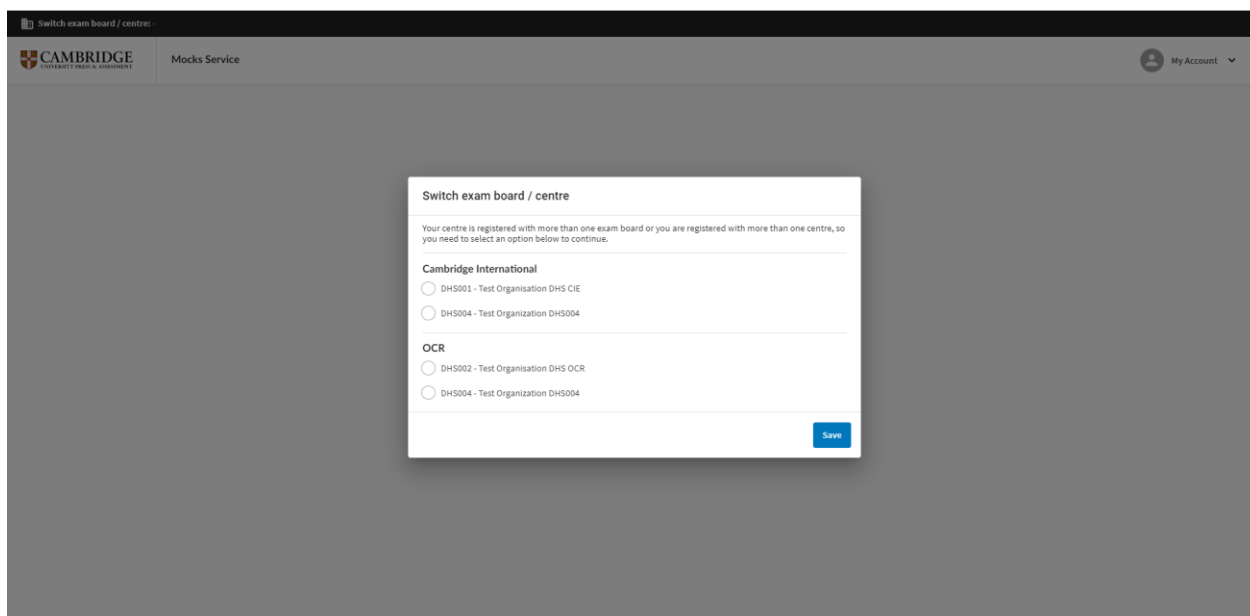 Switch exam board / centre: -
CAMBRIDGE
UNIVERSITY PRESS & ASSESSMENT
Mocks Service
My Account
Switch exam board / centre
Your centre is registered with more than one exam board or you are registered with more than one centre, so
you need to select an option below to continue.
Cambridge International
DHS001 - Test Organisation DHS CIE
DHS004 - Test Organization DHS004
OCR
DHS002 - Test Organisation DHS OCR
DHS004 - Test Organization DHS004
Save